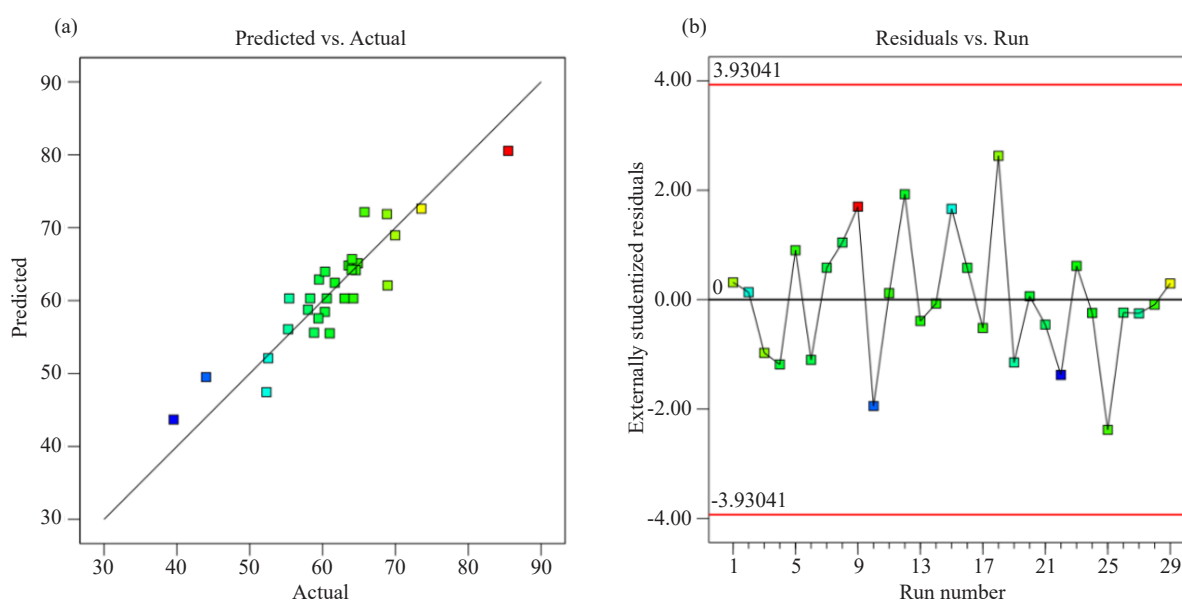 (a)
Predicted vs. Actual
90
80
70
60
50
40
30
Predicted
30 40 50 60 70 80 90
Actual
(b)
Residuals vs. Run
4.00
2.00
0.00
-2.00
-4.00
Externally studentized residuals
3.93041
0
-3.93041
1 5 9 13 17 21 25 29
Run number